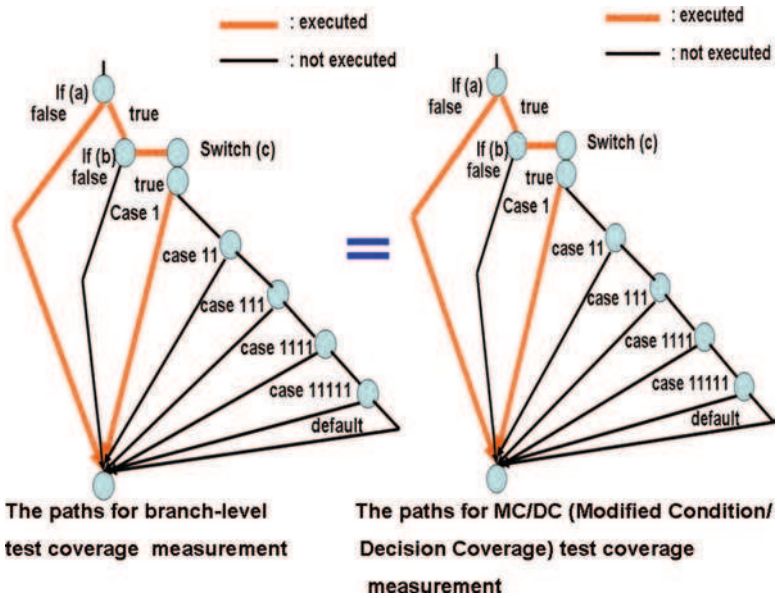 : executed
: not executed
If (a)
false
true
If (b)
false
Switch (c)
true
Case 1
case 11
case 111
case 1111
case 11111
default
The paths for branch-level
test coverage measurement
=
: executed
: not executed
If (a)
false
true
If (b)
false
Switch (c)
true
Case 1
case 11
case 111
case 1111
case 11111
default
The paths for MC/DC (Modified Condition/
Decision Coverage) test coverage
measurement